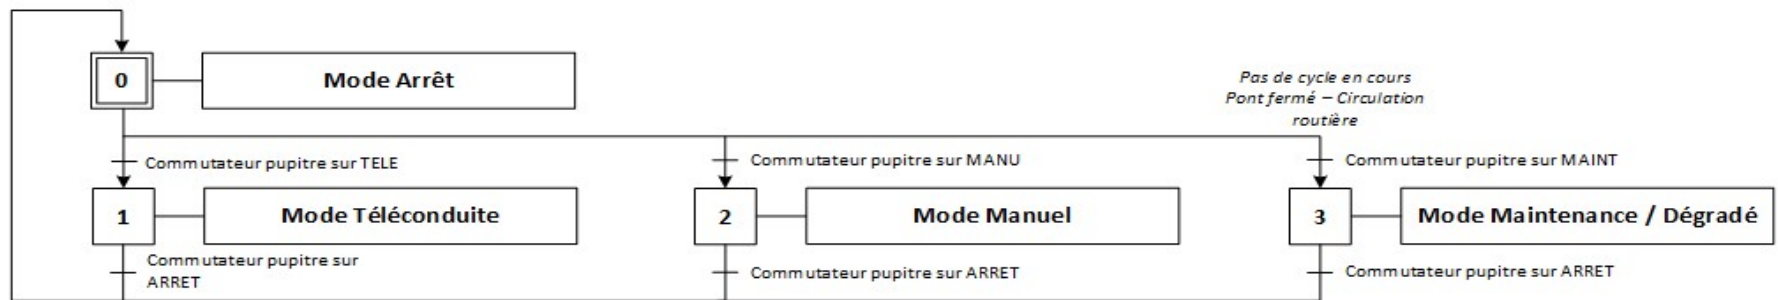 0
Mode Arrêt
Pas de cycle en cours
Pont fermé – Circulation
routière
Commutateur pupitre sur TELE
Commutateur pupitre sur MANU
Commutateur pupitre sur MAINT
1
Mode Téléconduite
2
Mode Manuel
3
Mode Maintenance / Dégradé
Commutateur pupitre sur
ARRET
Commutateur pupitre sur ARRET
Commutateur pupitre sur ARRET